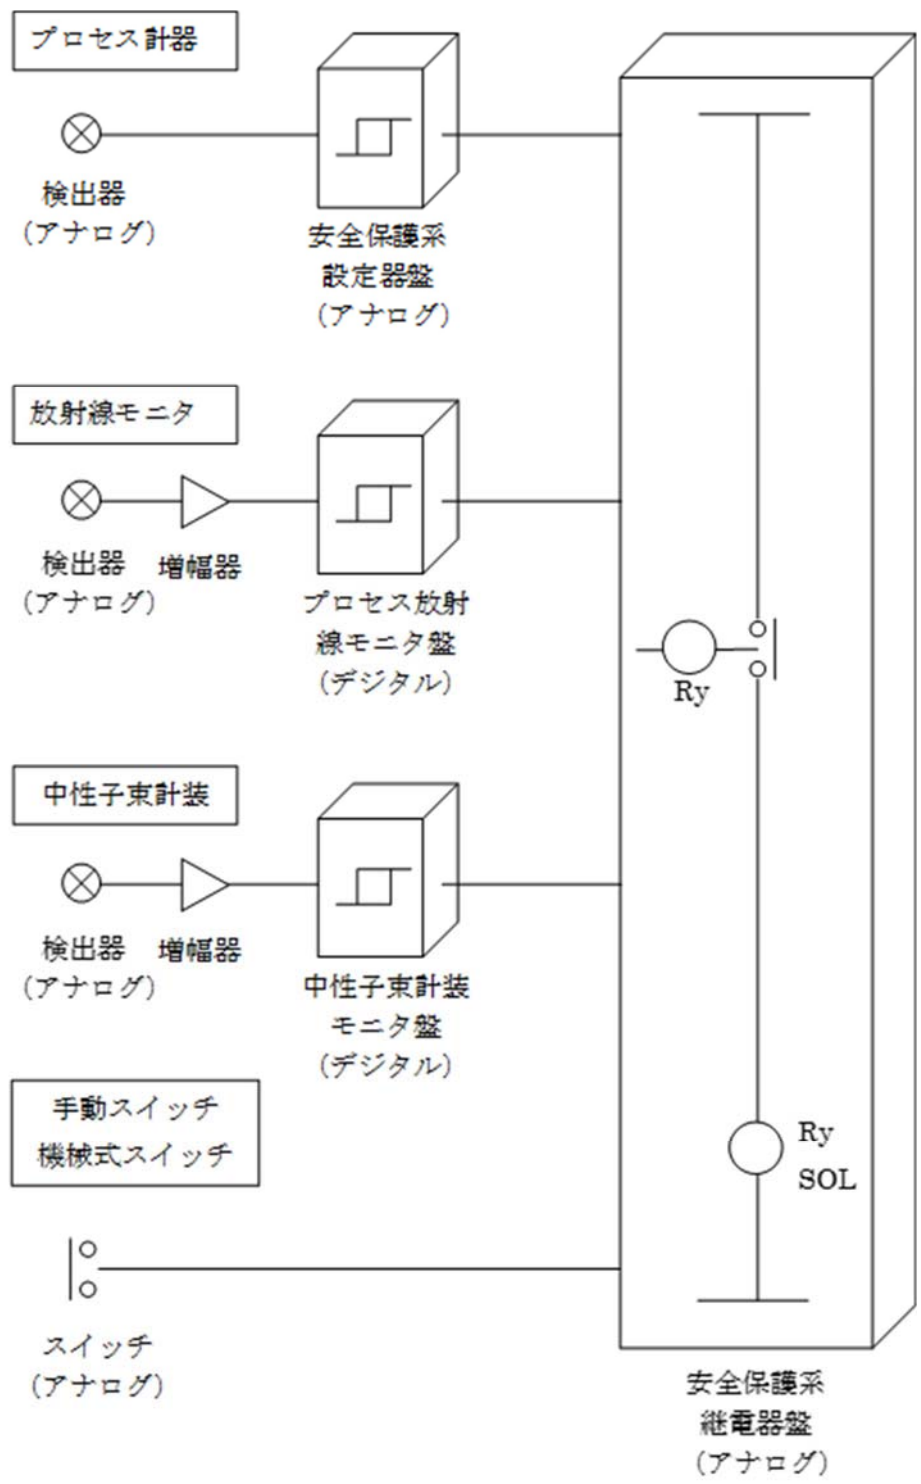 プロセス計器
検出器
(アナログ)
安全保護系
設定器盤
(アナログ)
放射線モニタ
検出器
(アナログ)
増幅器
プロセス放射
線モニタ盤
(デジタル)
Ry
中性子束計装
検出器
(アナログ)
増幅器
中性子束計装
モニタ盤
(デジタル)
手動スイッチ
機械式スイッチ
Ry
SOL
スイッチ
(アナログ)
安全保護系
継電器盤
(アナログ)